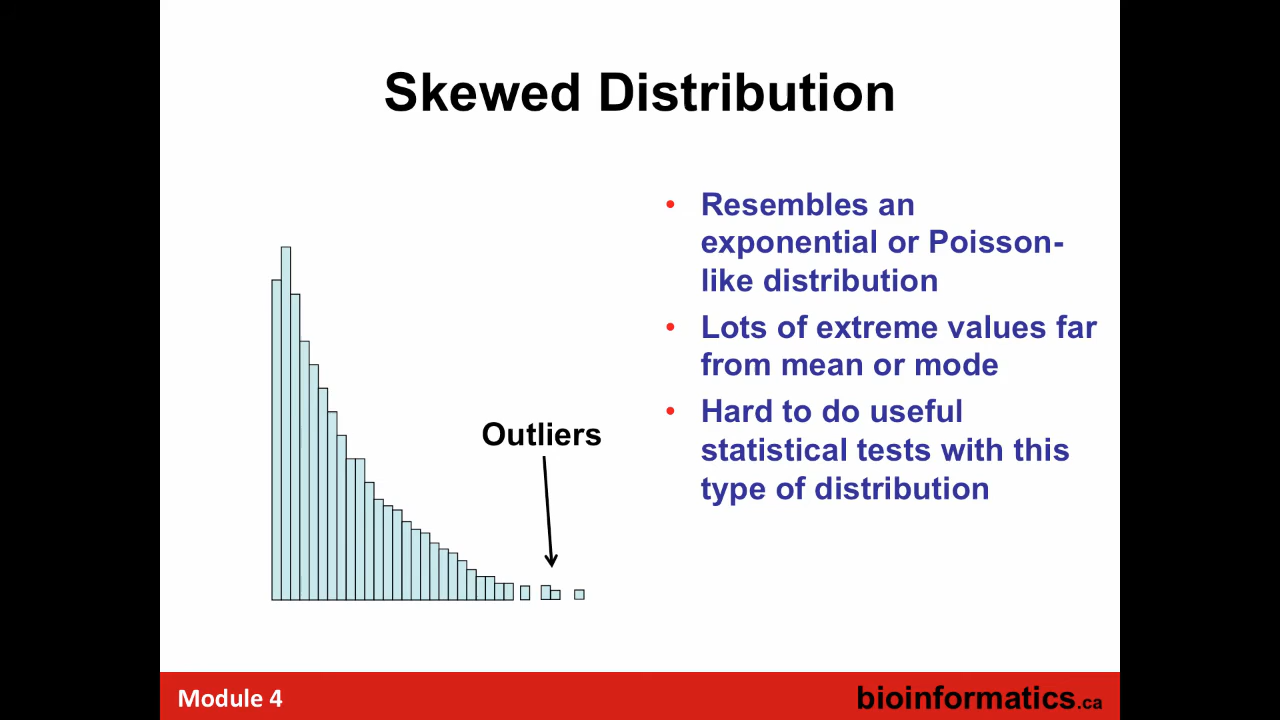 Skewed Distribution
• Resembles an
exponential or Poisson-
like distribution
• Lots of extreme values far
from mean or mode
• Hard to do useful
statistical tests with this
type of distribution
Outliers
Module 4
bioinformatics.ca